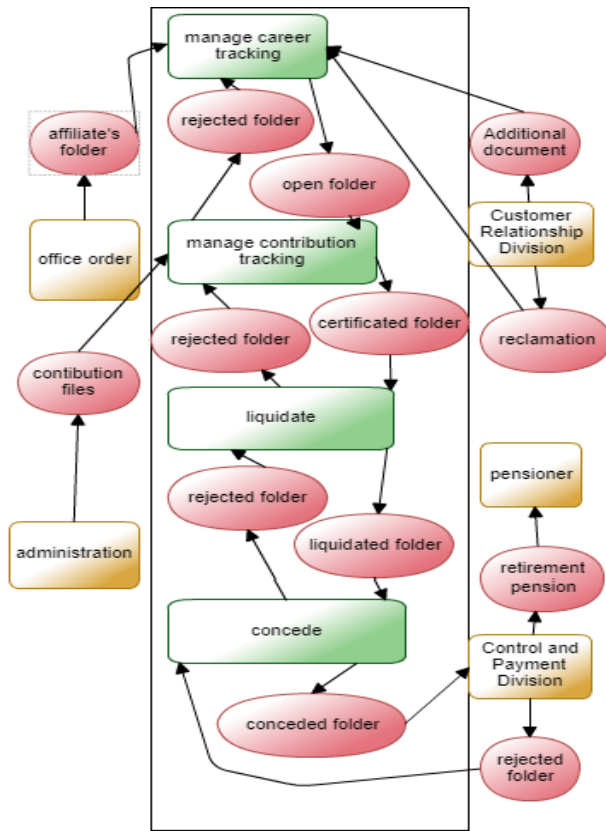 manage career
tracking
rejected folder
affiliate's
folder
Additional
document
open folder
office order
manage contribution
tracking
Customer
Relationship
Division
rejected folder
certificated folder
reclamation
contibution
files
liquidate
pensioner
rejected folder
administration
liquidated folder
retirement
pension
concede
Control and
Payment
Division
conceded folder
rejected
folder